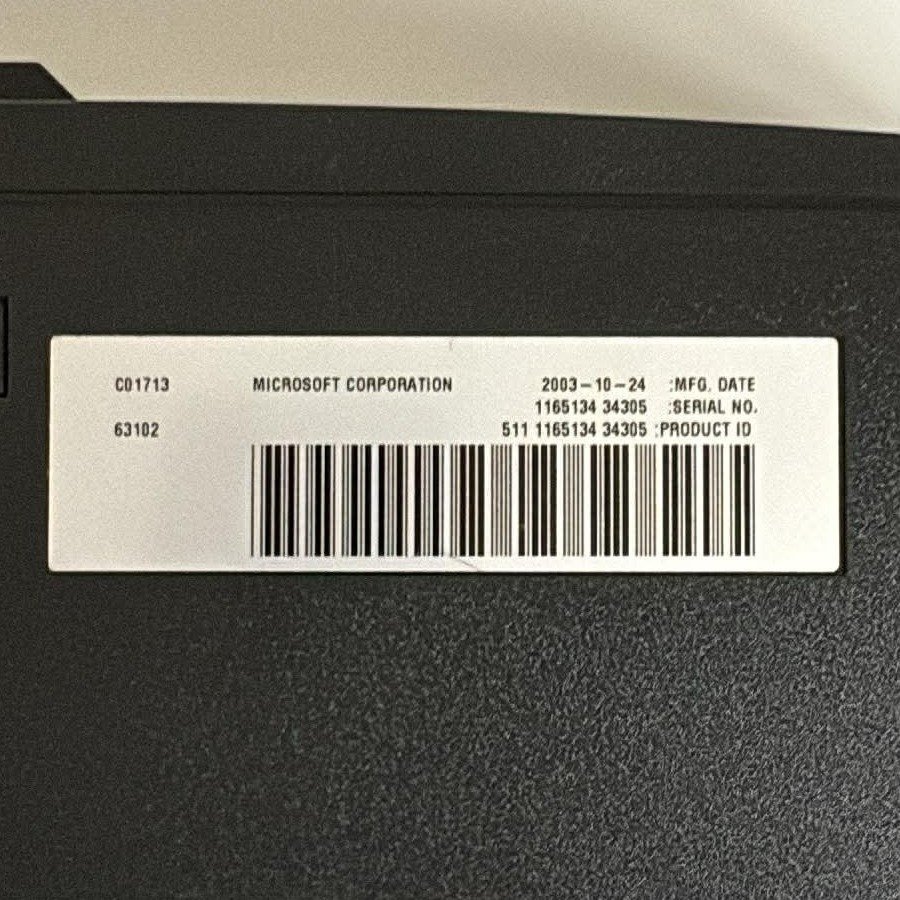 C01713 MICROSOFT CORPORATION 2003-10-24 :MFG. DATE
1165134 34305 :SERIAL NO.
63102 511 1165134 34305 :PRODUCT ID